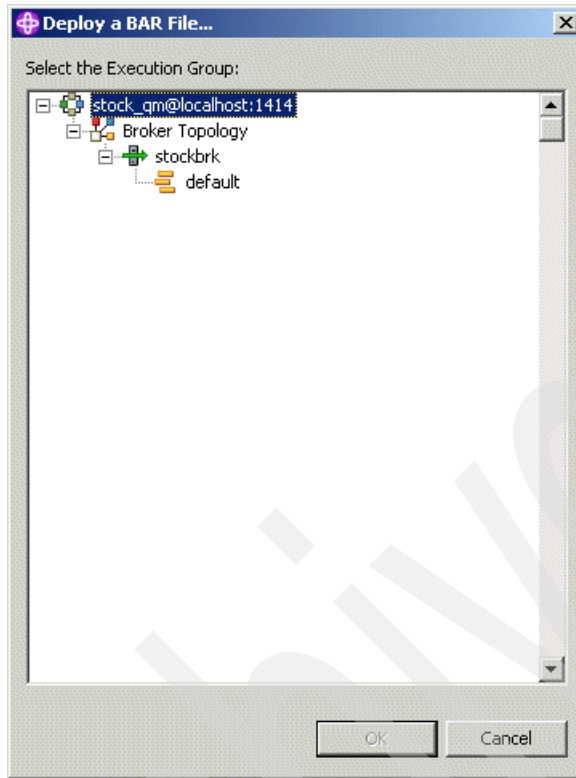 Deploy a BAR File...
Select the Execution Group:
stock_qm@localhost:1414
Broker Topology
stockbrk
default
OK
Cancel